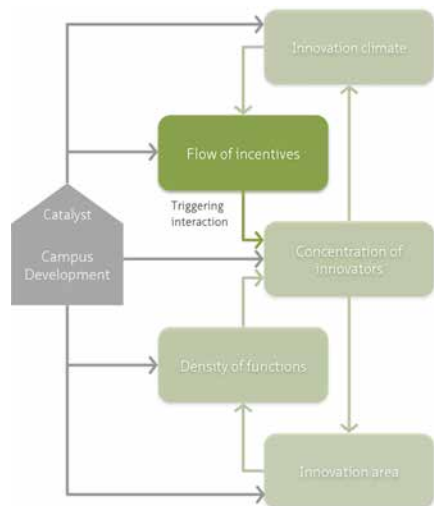 Innovation climate
Flow of incentives
Triggering
interaction
Catalyst
Campus
Development
Concentration of
innovators
Density of functions
Innovation area